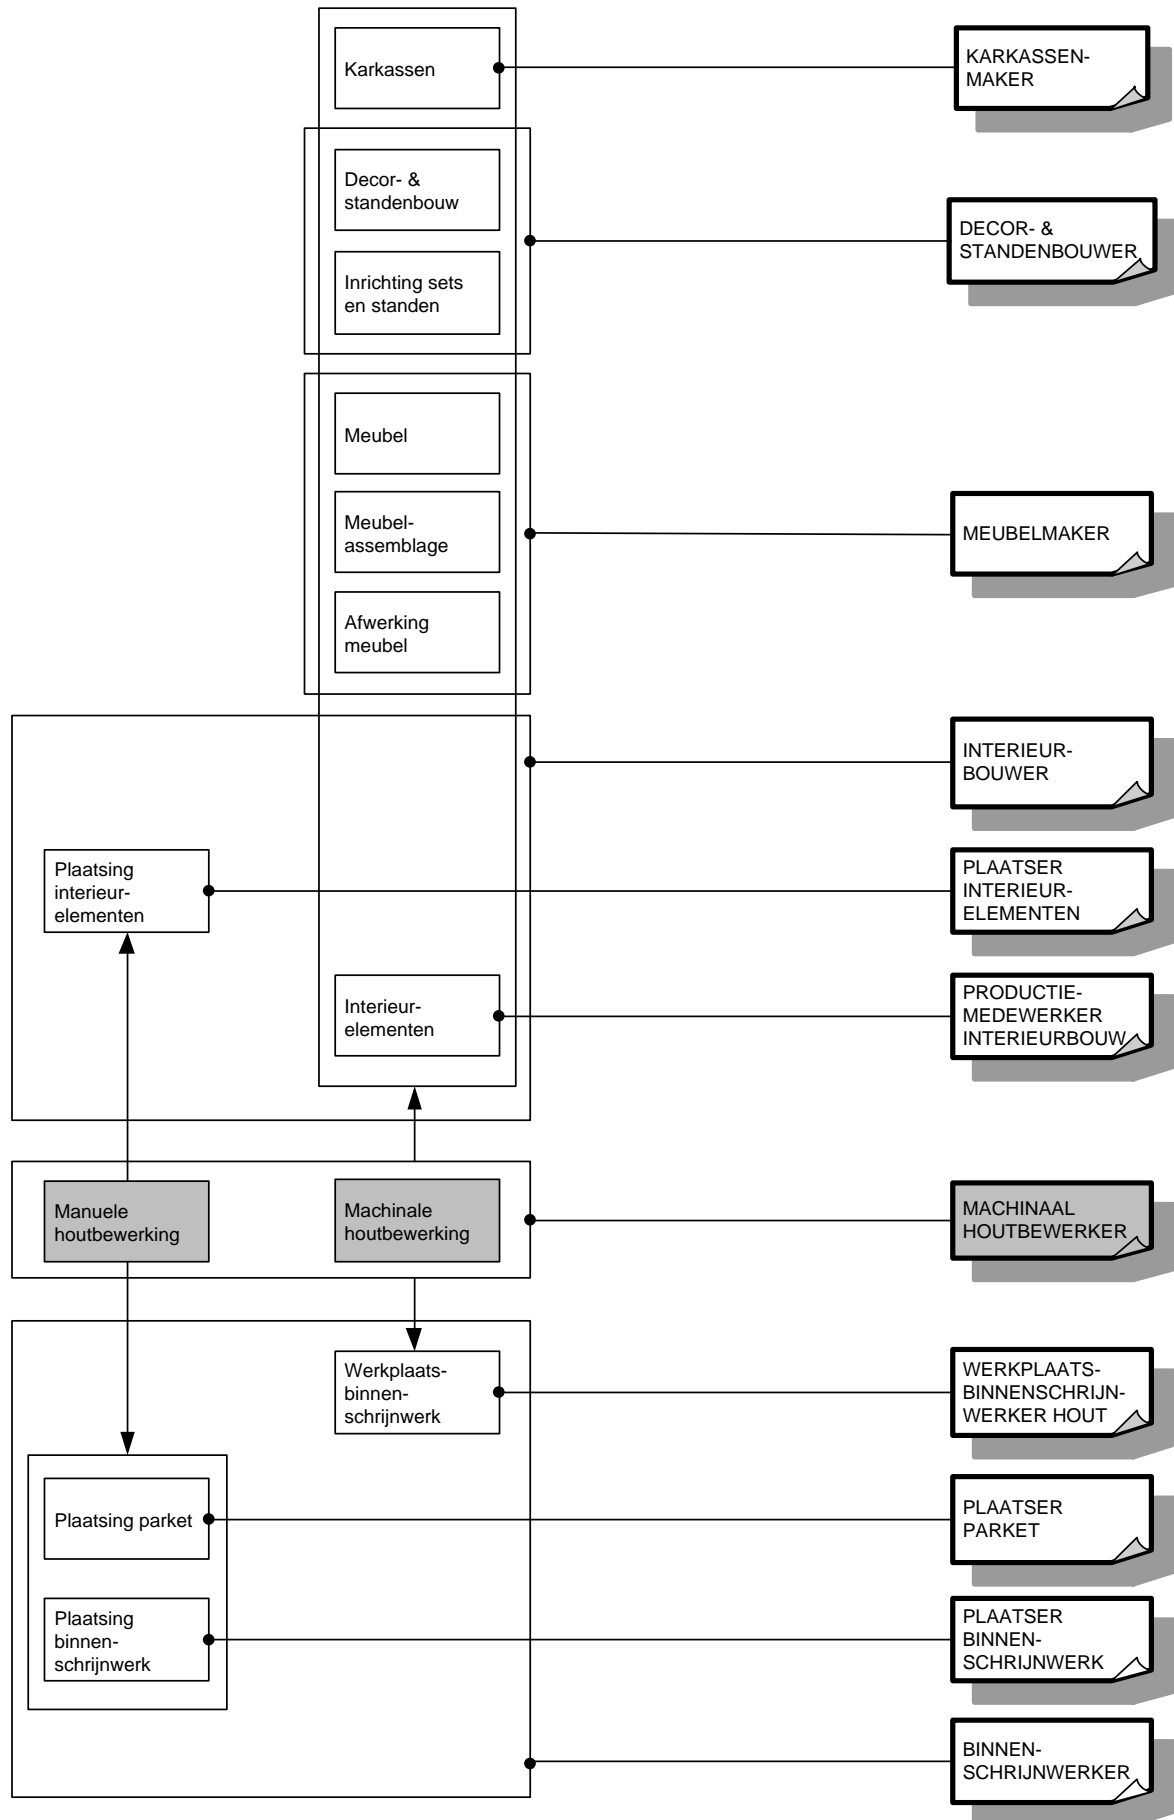 Karkassen
KARKASSEN-
MAKER
Decor- &
standenbouw
DECOR- &
STANDENBOUWER
Inrichting sets
en standen
Meubel
Meubel-
assemblage
MEUBELMAKER
Afwerking
meubel
INTERIEUR-
BOUWER
Plaatsing
interieur-
elementen
PLAATSER
INTERIEUR-
ELEMENTEN
Interieur-
elementen
PRODUCTIE-
MEDEWERKER
INTERIEURBOUW
Manuele
houtbewerking
Machinale
houtbewerking
MACHINAAL
HOUTBEWERKER
Werkplaats-
binnen-
schrijnwerk
WERKPLAATS-
BINNENSCHRIJN-
WERKER HOUT
Plaatsing parket
PLAATSER
PARKET
Plaatsing
binnen-
schrijnwerk
PLAATSER
BINNEN-
SCHRIJNWERK
BINNEN-
SCHRIJNWERKER